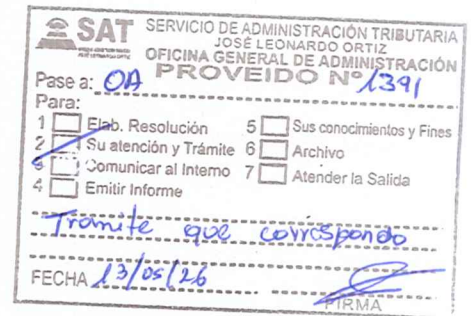 SAT SERVICIO DE ADMINISTRACIÓN TRIBUTARIA
JOSÉ LEONARDO ORTIZ
OFICINA GENERAL DE ADMINISTRACIÓN
PROVEIDO Nº 1391
Pase a: OA
Para:
1 Elab. Resolución 5 Sus conocimientos y Fines
2 Su atención y Trámite 6 Archivo
3 Comunicar al Interno 7 Atender la Salida
4 Emitir Informe
Tramite que corresponda
FECHA 13/05/26
FIRMA